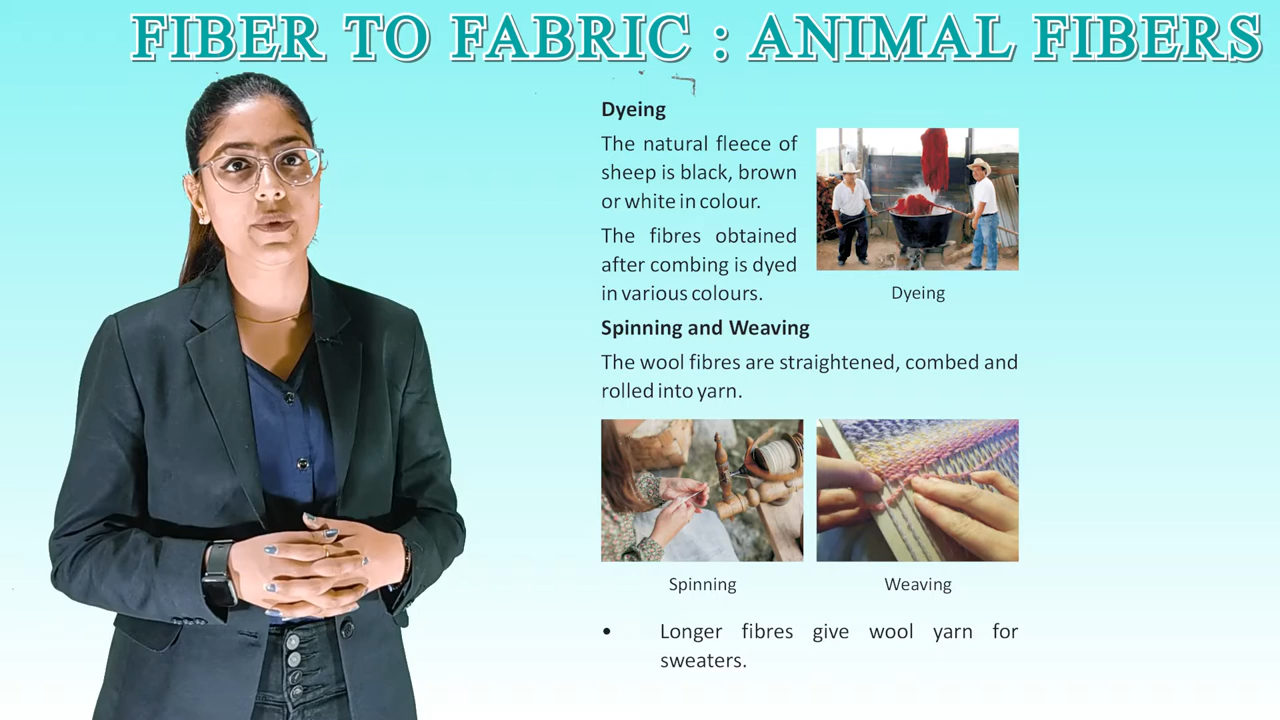 FIBER TO FABRIC : ANIMAL FIBERS
Dyeing
The natural fleece of
sheep is black, brown
or white in colour.
The fibres obtained
after combing is dyed
in various colours.
Dyeing
Spinning and Weaving
The wool fibres are straightened, combed and
rolled into yarn.
Spinning
Weaving
• Longer fibres give wool yarn for
sweaters.